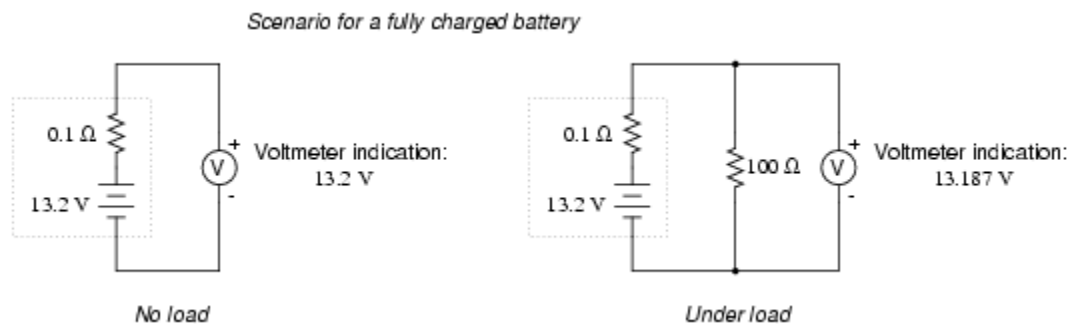 Scenario for a fully charged battery
0.1 Ω
13.2 V
V
+
-
Voltmeter indication:
13.2 V
No load
0.1 Ω
13.2 V
100 Ω
V
+
-
Voltmeter indication:
13.187 V
Under load